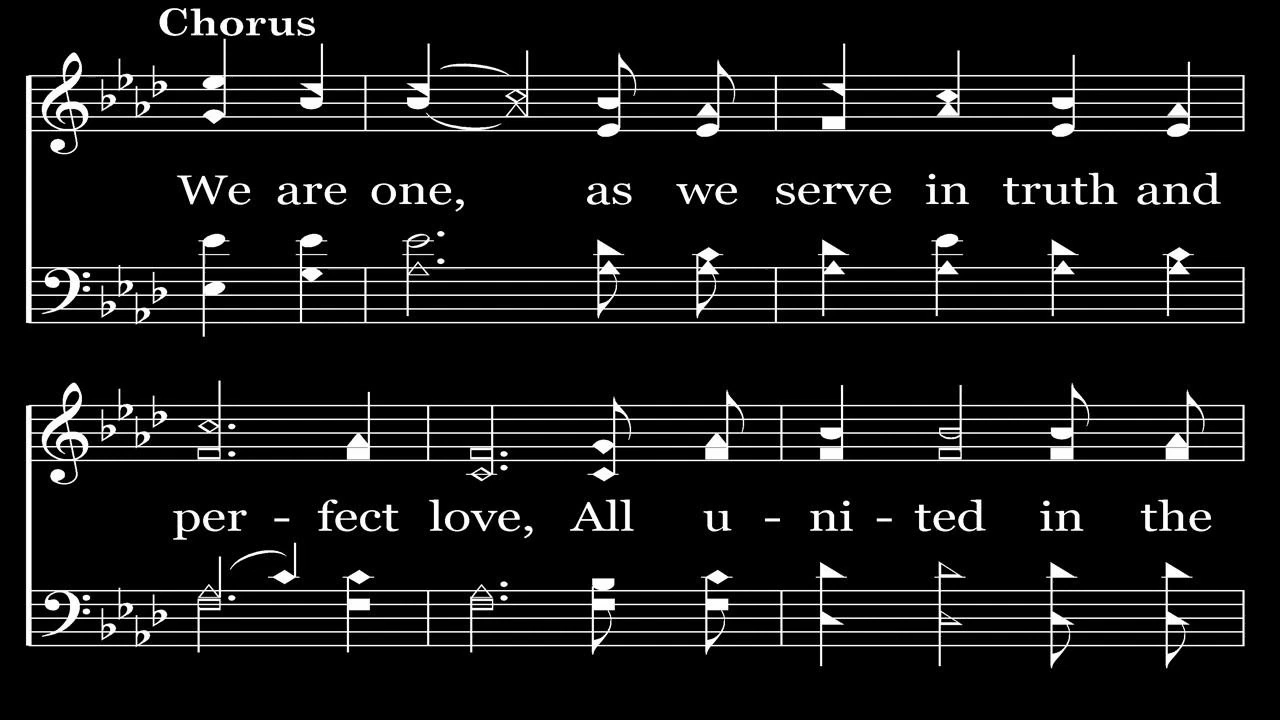 Chorus
We are one, as we serve in truth and
per - fect love, All u - ni - ted in the